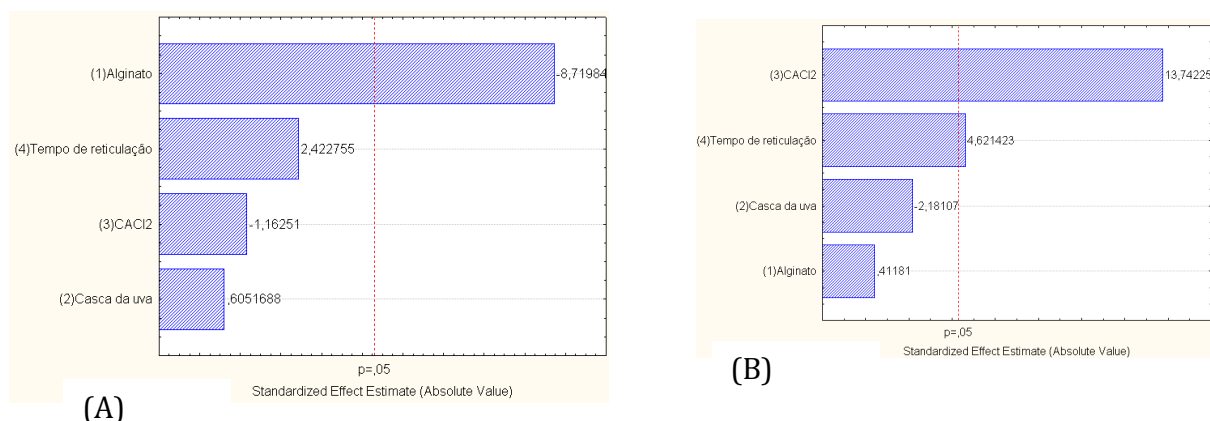 (1)Alginato
-8,71984
(4)Tempo de reticulação
2,422755
(3)CACl2
-1,16251
(2)Casca da uva
,6051688
p=,05
Standardized Effect Estimate (Absolute Value)
(A)
(3)CACl2
13,74225
(4)Tempo de reticulação
4,621423
(2)Casca da uva
-2,18107
(1)Alginato
,41181
p=,05
Standardized Effect Estimate (Absolute Value)
(B)